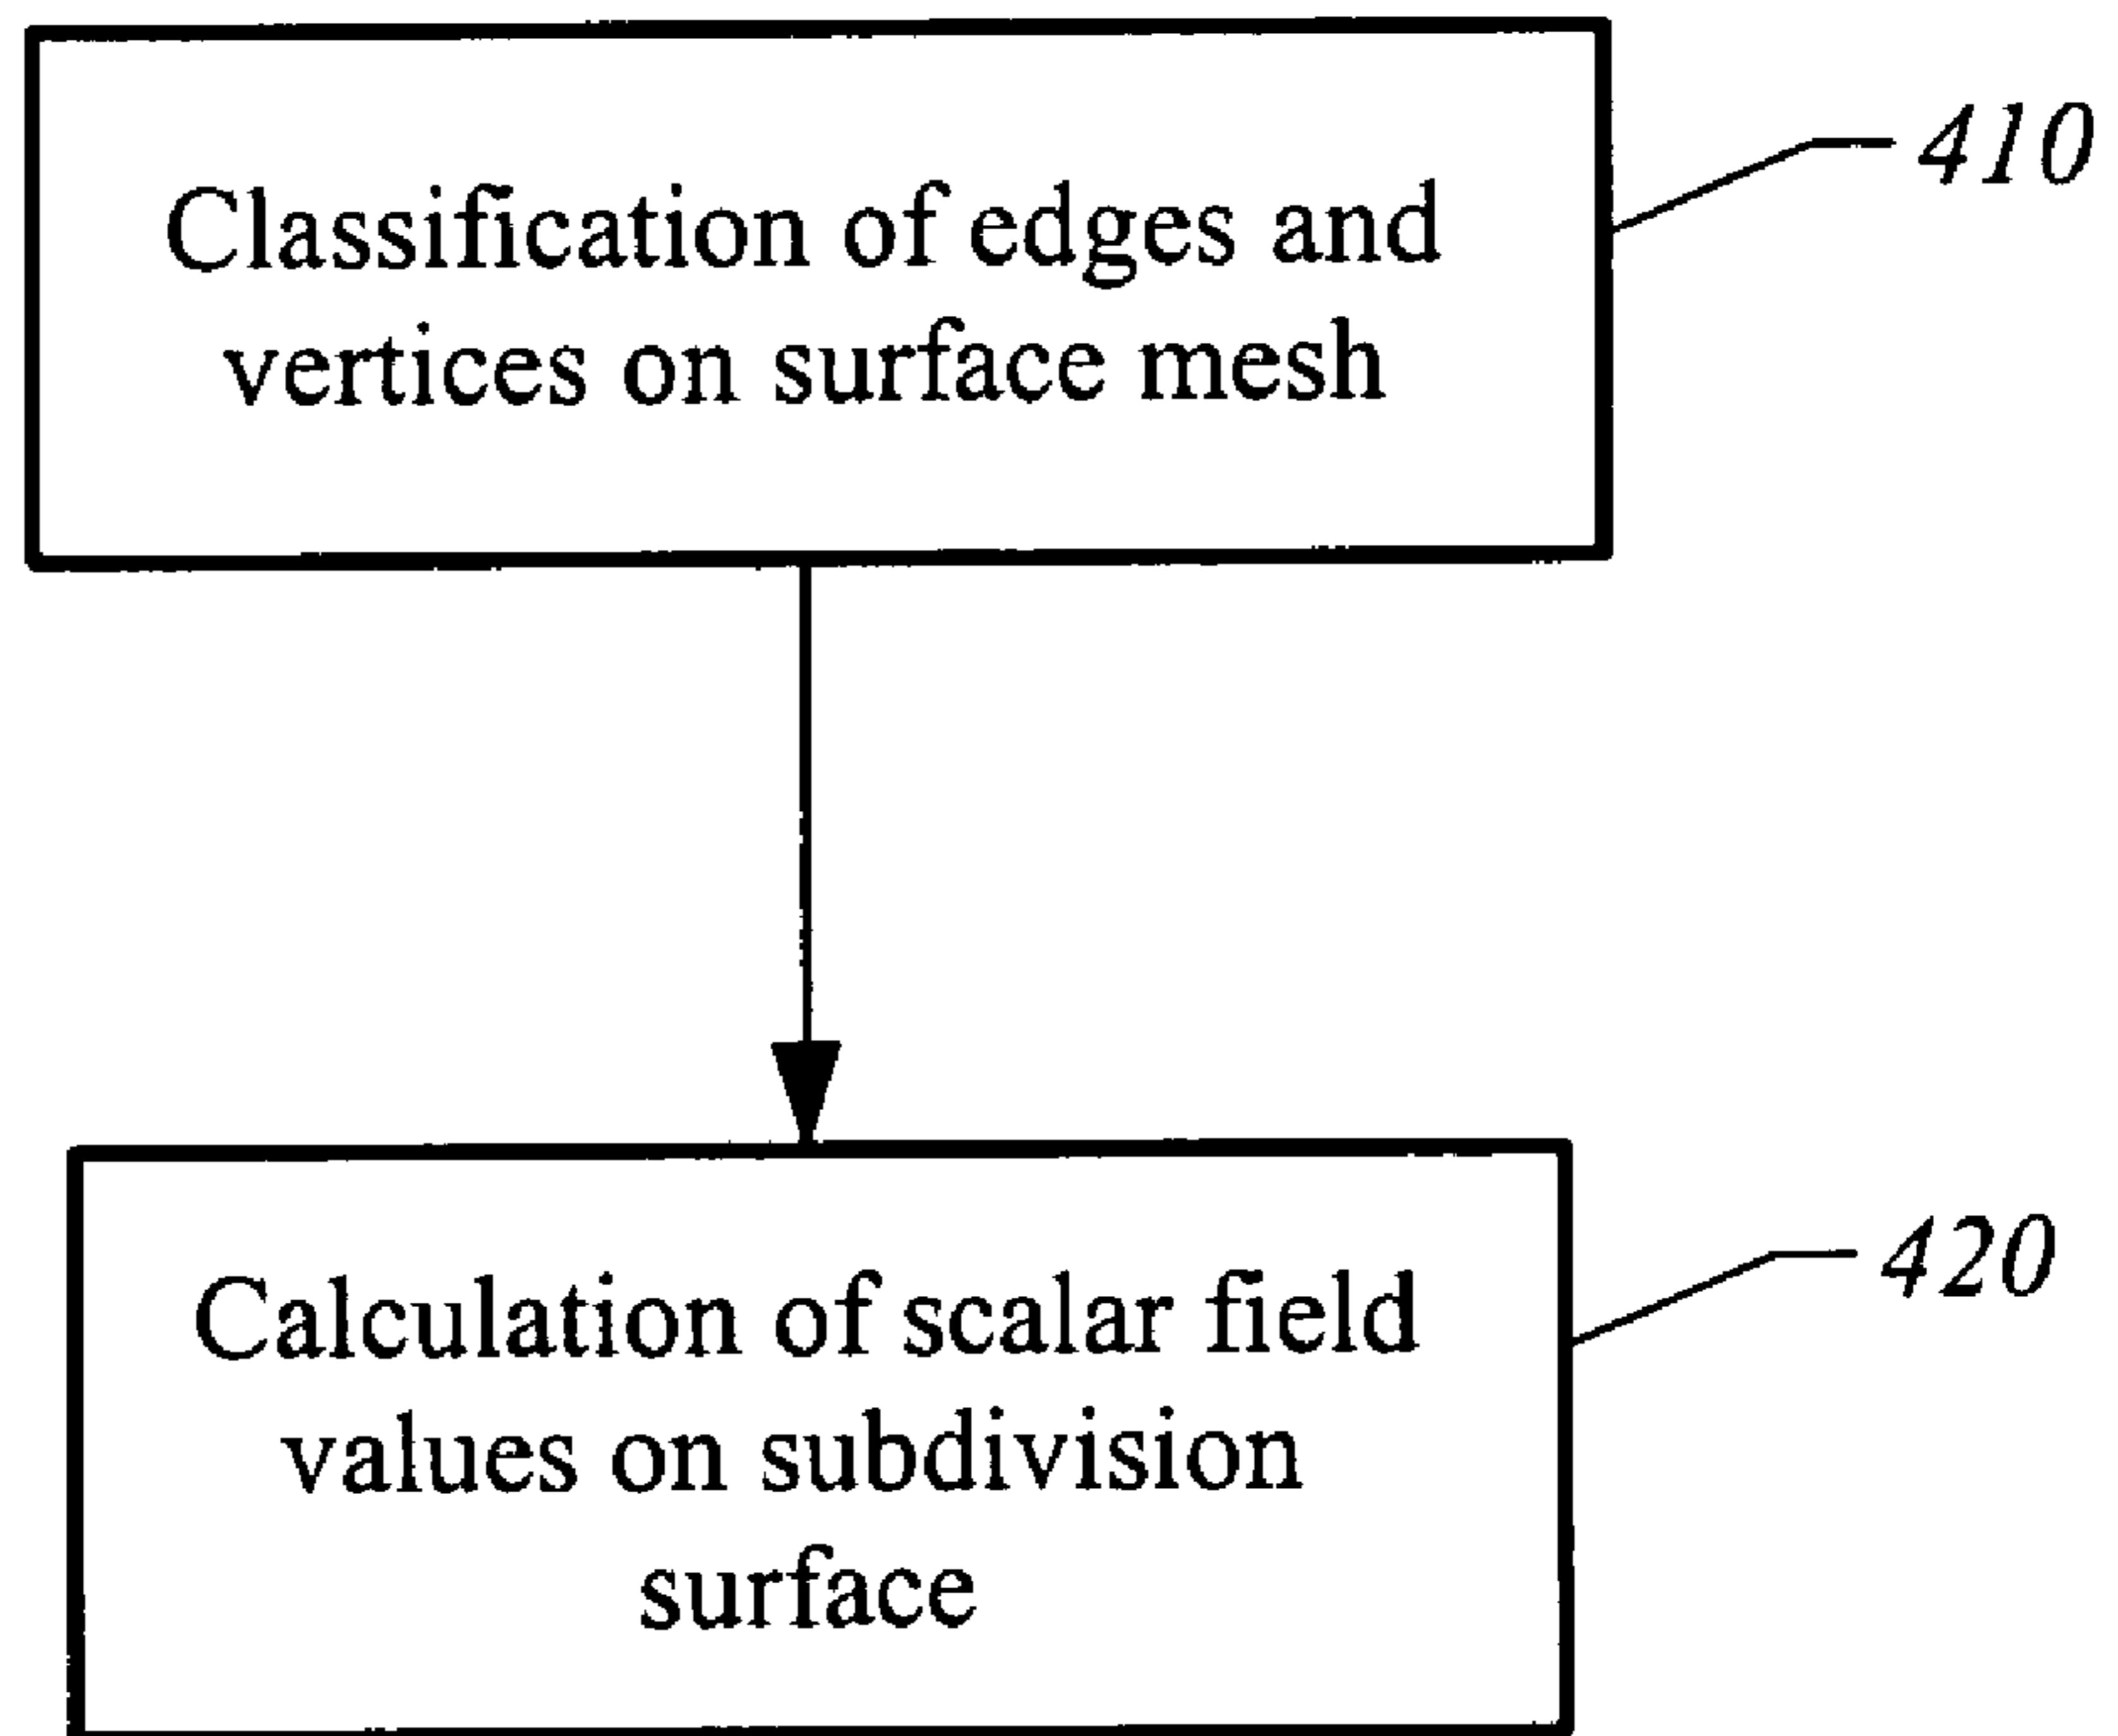 Classification of edges and
vertices on surface mesh
410
Calculation of scalar field
values on subdivision
surface
420